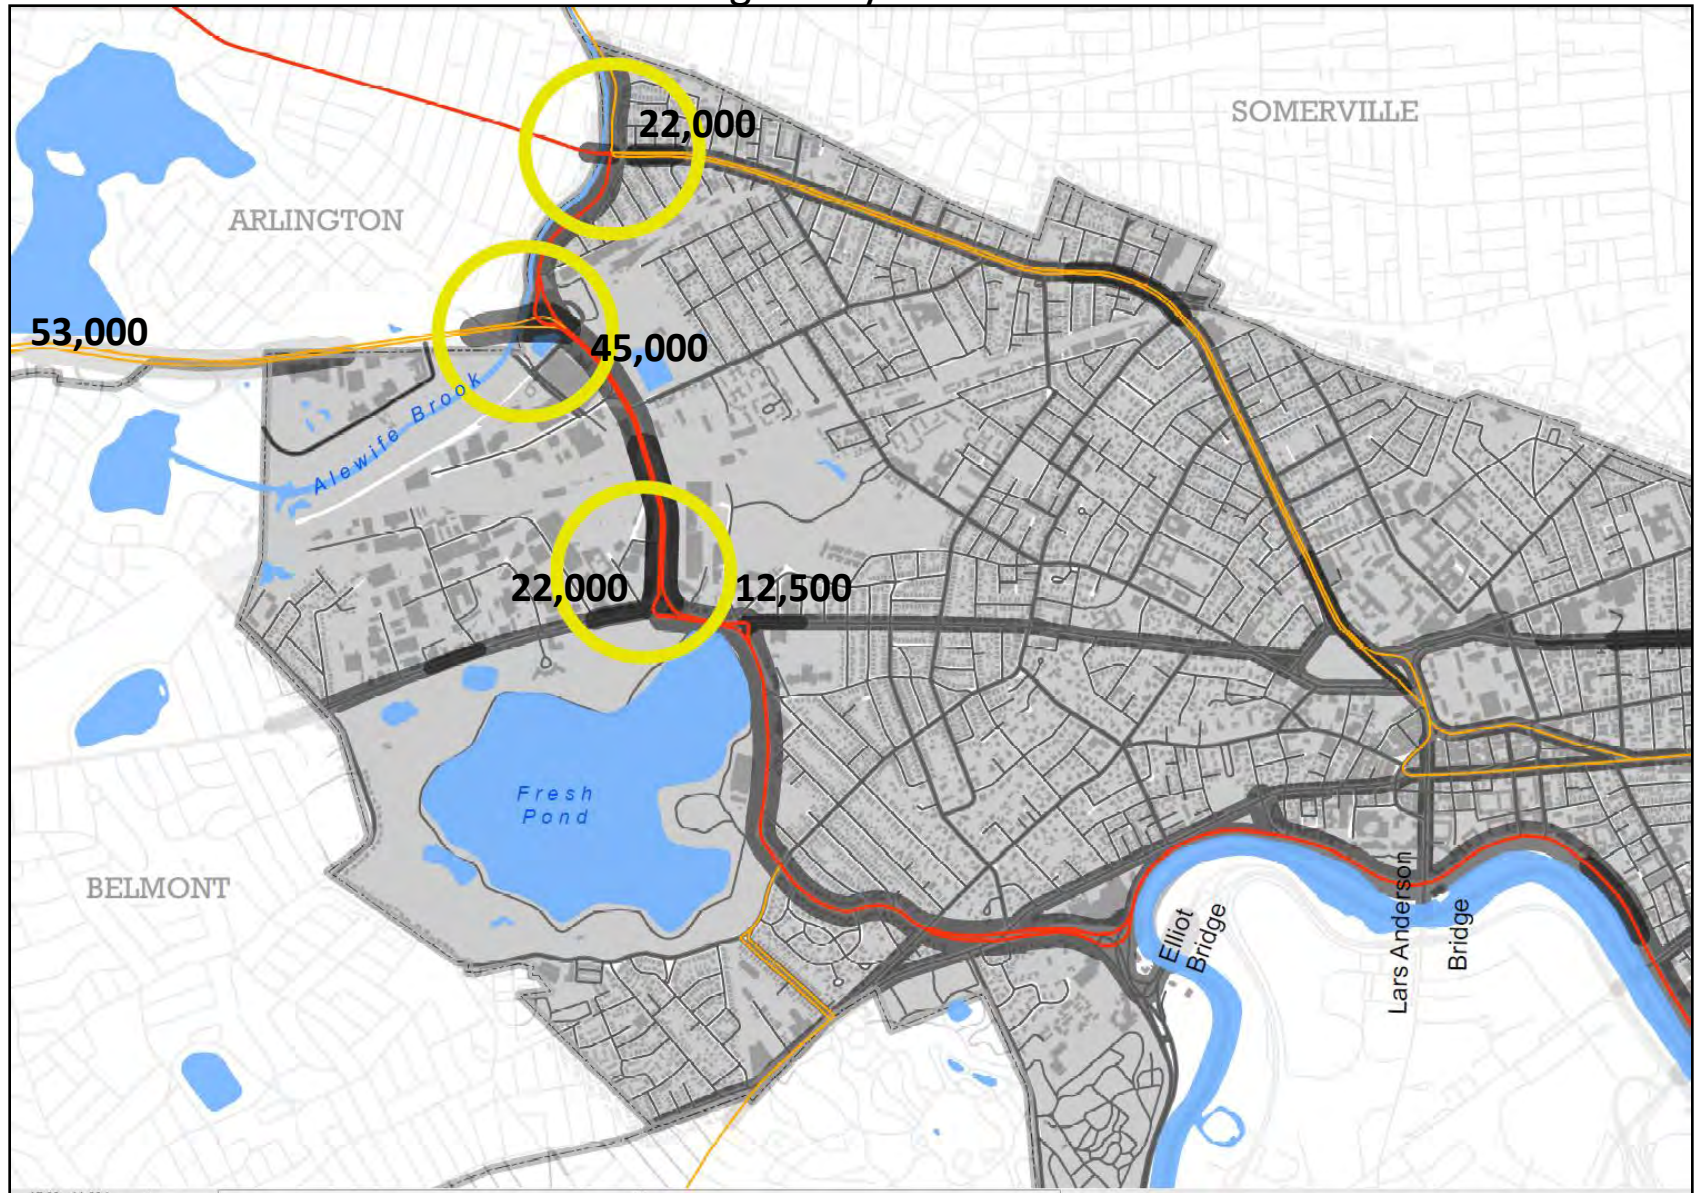 SOMERVILLE
22,000
ARLINGTON
53,000
45,000
Alewife Brook
22,000
12,500
Fresh
Pond
BELMONT
Elliot
Bridge
Lars Anderson
Bridge